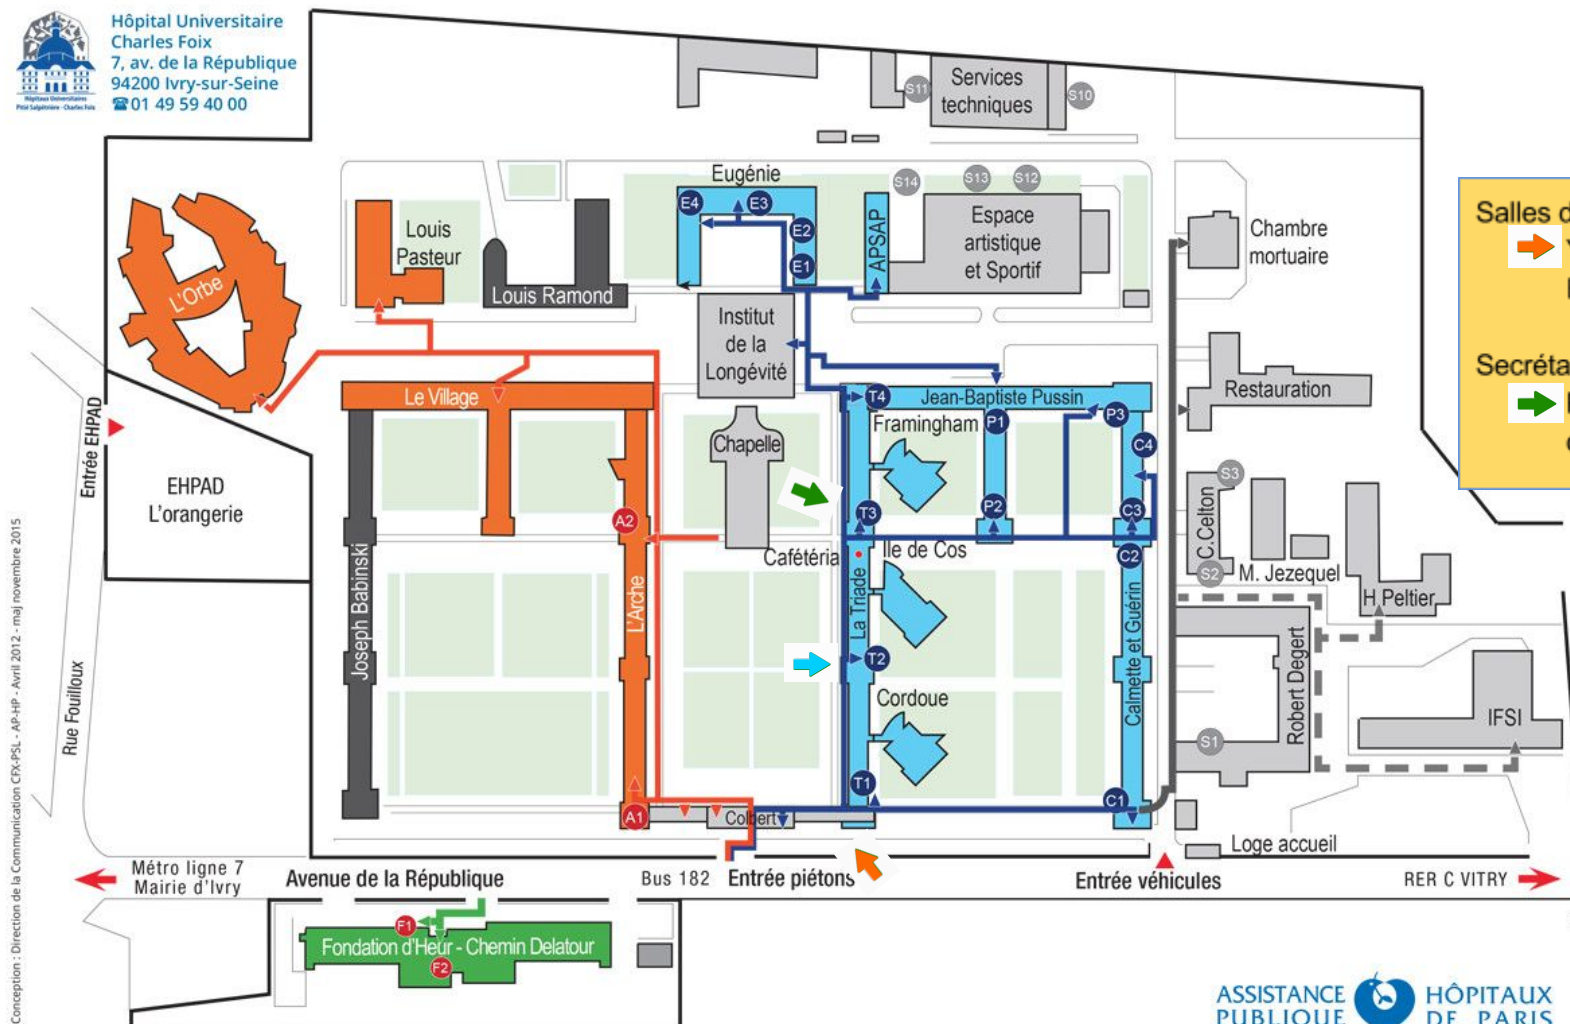 Hôpital Universitaire
Charles Foix
7, av. de la République
94200 Ivry-sur-Seine
☎01 49 59 40 00
Hôpitaux Universitaires
Pitié Salpêtrière - Charles Foix
Services
techniques
S11
S10
Eugénie
E4
E3
E2
E1
APSAP
S14
S13
S12
Espace
artistique
et Sportif
Chambre
mortuaire
Salles
Secréta
L'Orbe
Louis
Pasteur
Louis Ramond
Institut
de la
Longévité
Le Village
T4
Jean-Baptiste Pussin
Framingham
P1
P3
C4
Restauration
Entrée EHPAD
EHPAD
L'orangerie
Chapelle
A2
T3
P2
C3
C2
S3
C.Celton
S2
M. Jezequel
H. Peltier
Cafétéria
Ile de Cos
Joseph Babinski
L'Arche
La Triade
T2
Calmette et Guérin
Robert Degert
IFSI
Cordoue
S1
T1
C1
A1
Colbert
Rue Fouilloux
Loge accueil
Métro ligne 7
Mairie d'Ivry
Avenue de la République
Bus 182
Entrée piétons
Entrée véhicules
RER C VITRY
F1
Fondation d'Heur - Chemin Delatour
F2
Conception : Direction de la Communication CFX-PSL - AP-HP - Avril 2012 - maj novembre 2015
ASSISTANCE
PUBLIQUE
HÔPITAUX
DE PARIS